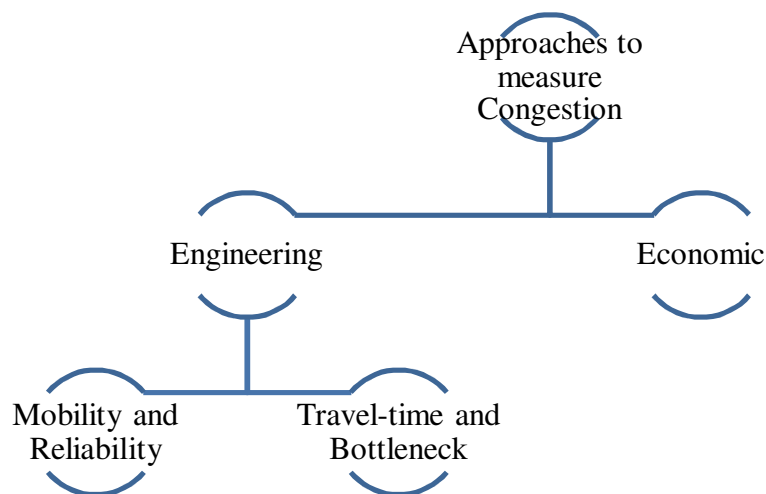 Approaches to
measure
Congestion
Engineering
Economic
Mobility and
Reliability
Travel-time and
Bottleneck